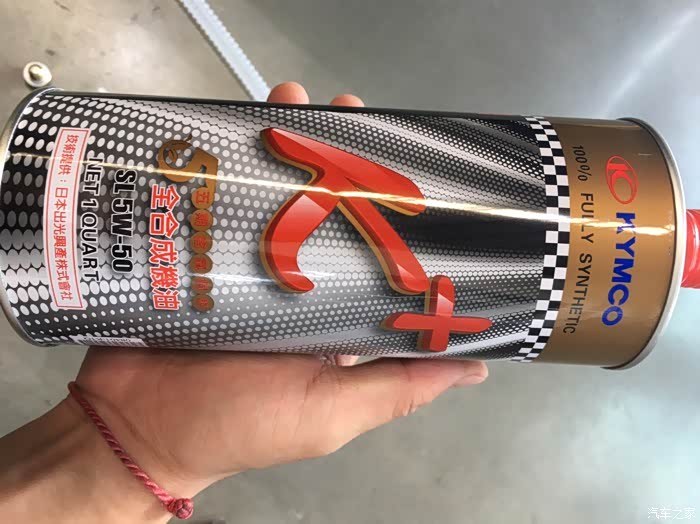 KYMCO
100% FULLY SYNTHETIC
K+
全合成機油
SL 5W-50
NET 1 QUART
技術提供：日本出光興產株式會社
汽车之家